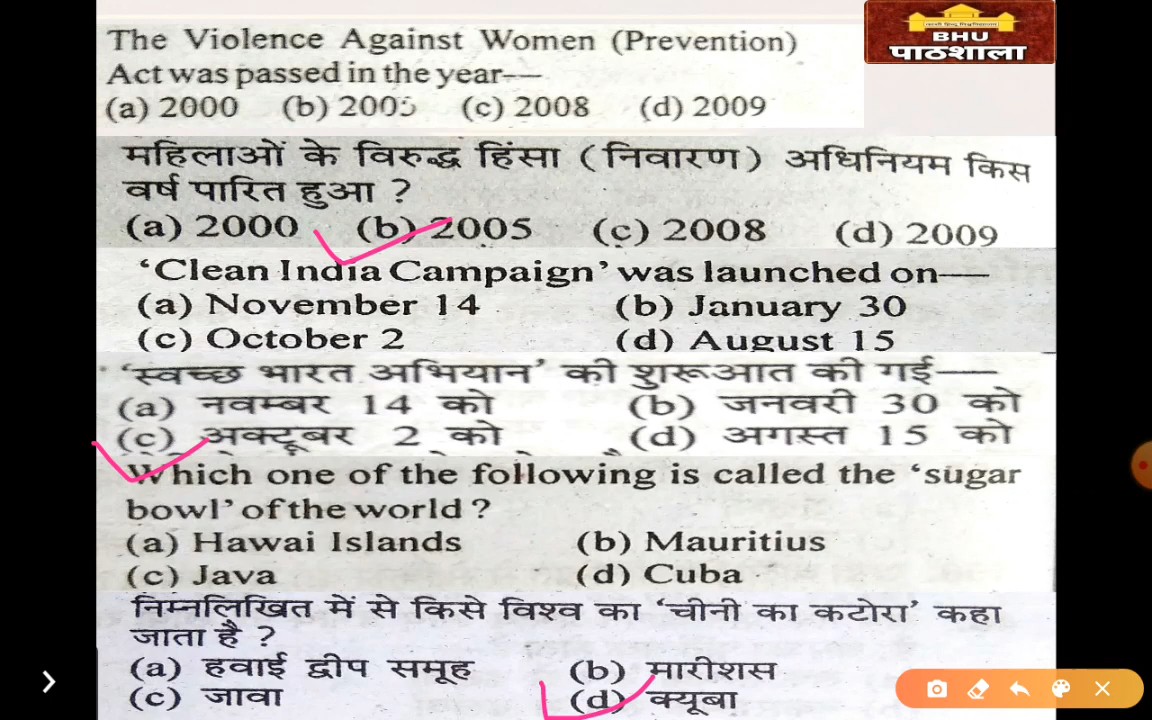 The Violence Against Women (Prevention)
Act was passed in the year—
(a) 2000 (b) 2005 (c) 2008 (d) 2009
BHU
पाठशाला
महिलाओं के विरुद्ध हिंसा (निवारण) अधिनियम किस
वर्ष पारित हुआ ?
(a) 2000 (b) 2005 (c) 2008 (d) 2009
‘Clean India Campaign’ was launched on—
(a) November 14 (b) January 30
(c) October 2 (d) August 15
‘स्वच्छ भारत अभियान’ की शुरूआत की गई—
(a) नवम्बर 14 को (b) जनवरी 30 को
(c) अक्टूबर 2 को (d) अगस्त 15 को
Which one of the following is called the ‘sugar
bowl’ of the world ?
(a) Hawai Islands (b) Mauritius
(c) Java (d) Cuba
निम्नलिखित में से किसे विश्व का ‘चीनी का कटोरा’ कहा
जाता है ?
(a) हवाई द्वीप समूह (b) मारीशस
(c) जावा (d) क्यूबा